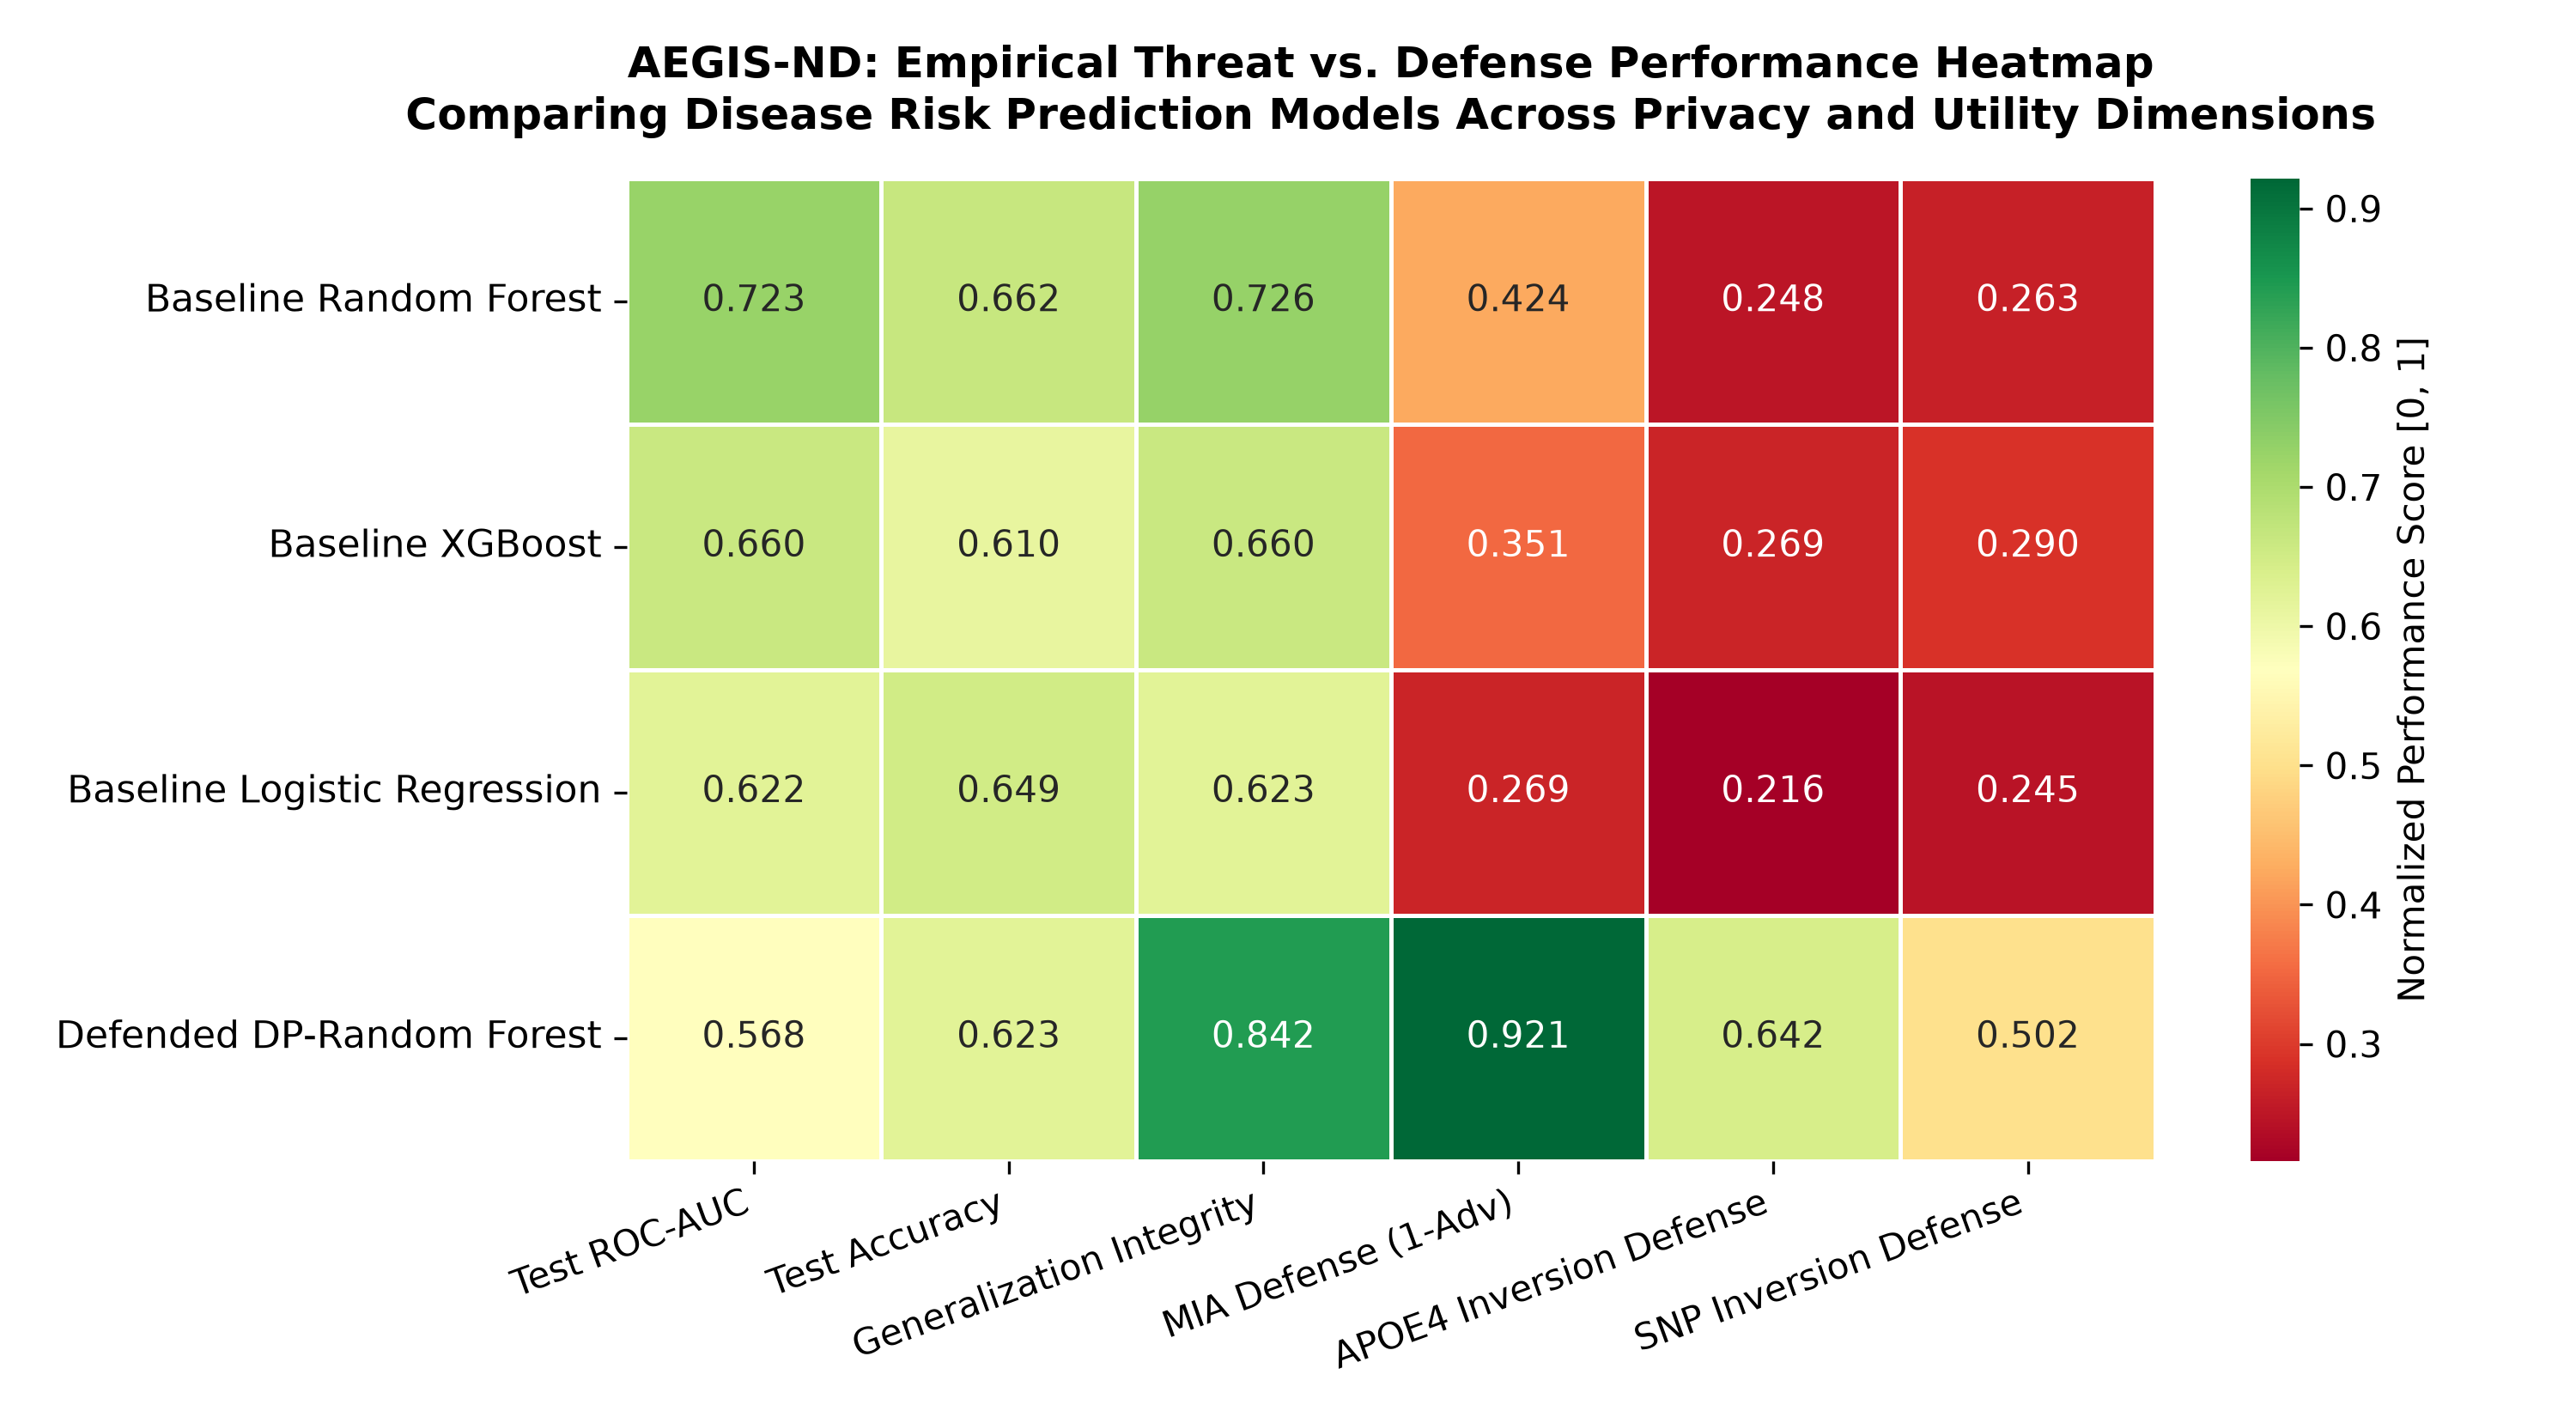 AEGIS-ND: Empirical Threat vs. Defense Performance Heatmap
Comparing Disease Risk Prediction Models Across Privacy and Utility Dimensions
Baseline Random Forest
0.723
0.662
0.726
0.424
0.248
0.263
Baseline XGBoost
0.660
0.610
0.660
0.351
0.269
0.290
Baseline Logistic Regression
0.622
0.649
0.623
0.269
0.216
0.245
Defended DP-Random Forest
0.568
0.623
0.842
0.921
0.642
0.502
Test ROC-AUC
Test Accuracy
Generalization Integrity
MIA Defense (1-Adv)
APOE4 Inversion Defense
SNP Inversion Defense
0.9
0.8
0.7
0.6
0.5
0.4
0.3
Normalized Performance Score [0, 1]